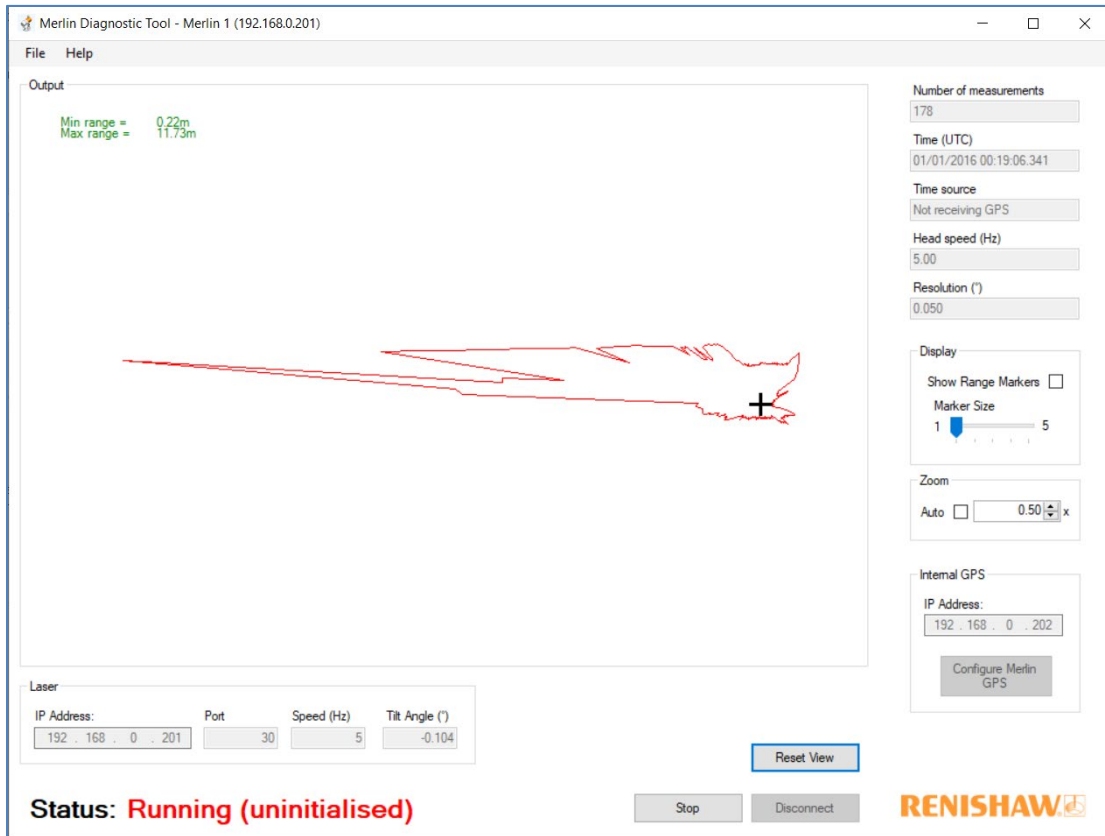 Merlin Diagnostic Tool - Merlin 1 (192.168.0.201)
File Help
Output
Min range = 0.22m
Max range = 11.73m
Number of measurements
178
Time (UTC)
01/01/2016 00:19:06.341
Time source
Not receiving GPS
Head speed (Hz)
5.00
Resolution (°)
0.050
Display
Show Range Markers
Marker Size
1 5
Zoom
Auto 0.50 x
Internal GPS
IP Address:
192 . 168 . 0 . 202
Configure Merlin
GPS
Laser
IP Address: Port Speed (Hz) Tilt Angle (°)
192 . 168 . 0 . 201 30 5 -0.104
Reset View
Status: Running (uninitialised)
Stop Disconnect
RENISHAW